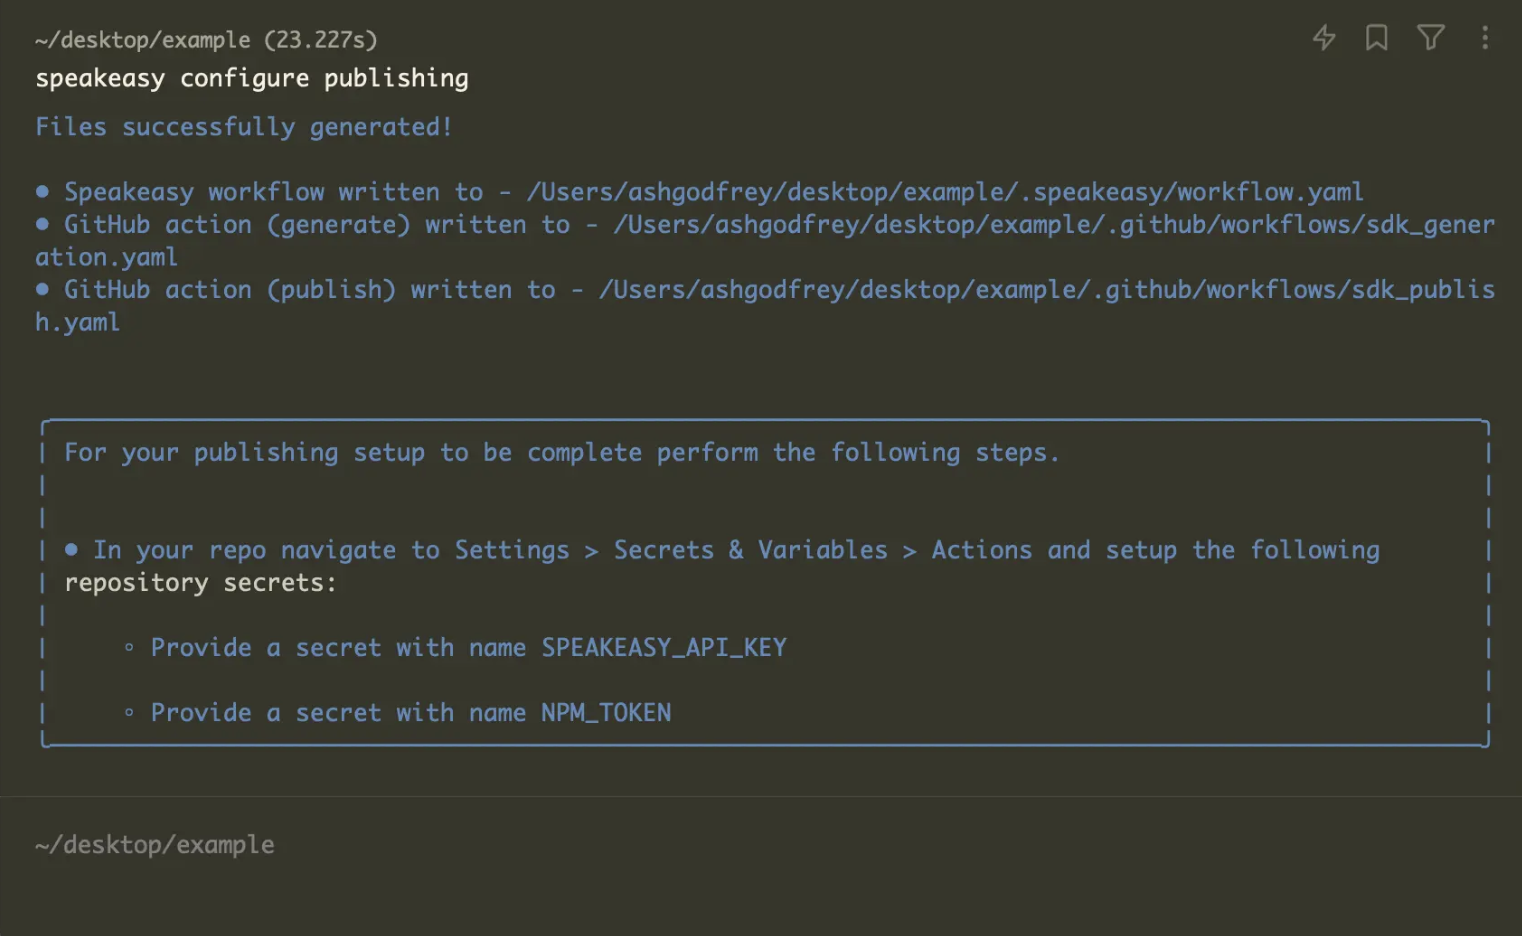 ~/desktop/example (23.227s)
speakeasy configure publishing
Files successfully generated!
● Speakeasy workflow written to - /Users/ashgodfrey/desktop/example/.speakeasy/workflow.yaml
● GitHub action (generate) written to - /Users/ashgodfrey/desktop/example/.github/workflows/sdk_gener
ation.yaml
● GitHub action (publish) written to - /Users/ashgodfrey/desktop/example/.github/workflows/sdk_publis
h.yaml
For your publishing setup to be complete perform the following steps.
● In your repo navigate to Settings > Secrets & Variables > Actions and setup the following
repository secrets:
◦ Provide a secret with name SPEAKEASY_API_KEY
◦ Provide a secret with name NPM_TOKEN
~/desktop/example